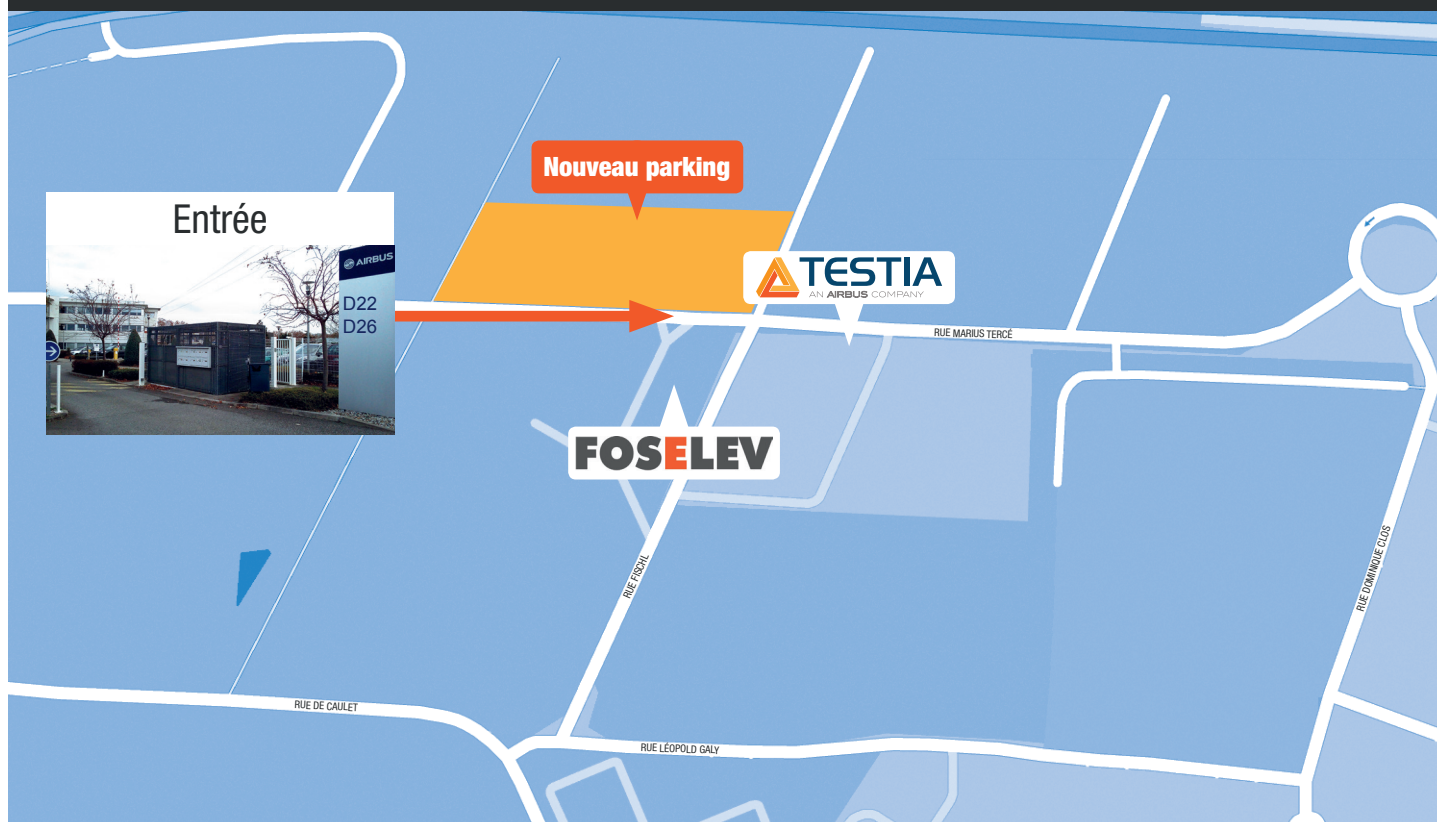 Nouveau parking
Entrée
AIRBUS
D22
D26
TESTIA
AN AIRBUS COMPANY
RUE MARIUS TERCÉ
FOSELEV
RUE FISCHL
RUE DOMINIQUE CLOS
RUE DE CAULET
RUE LÉOPOLD GALY